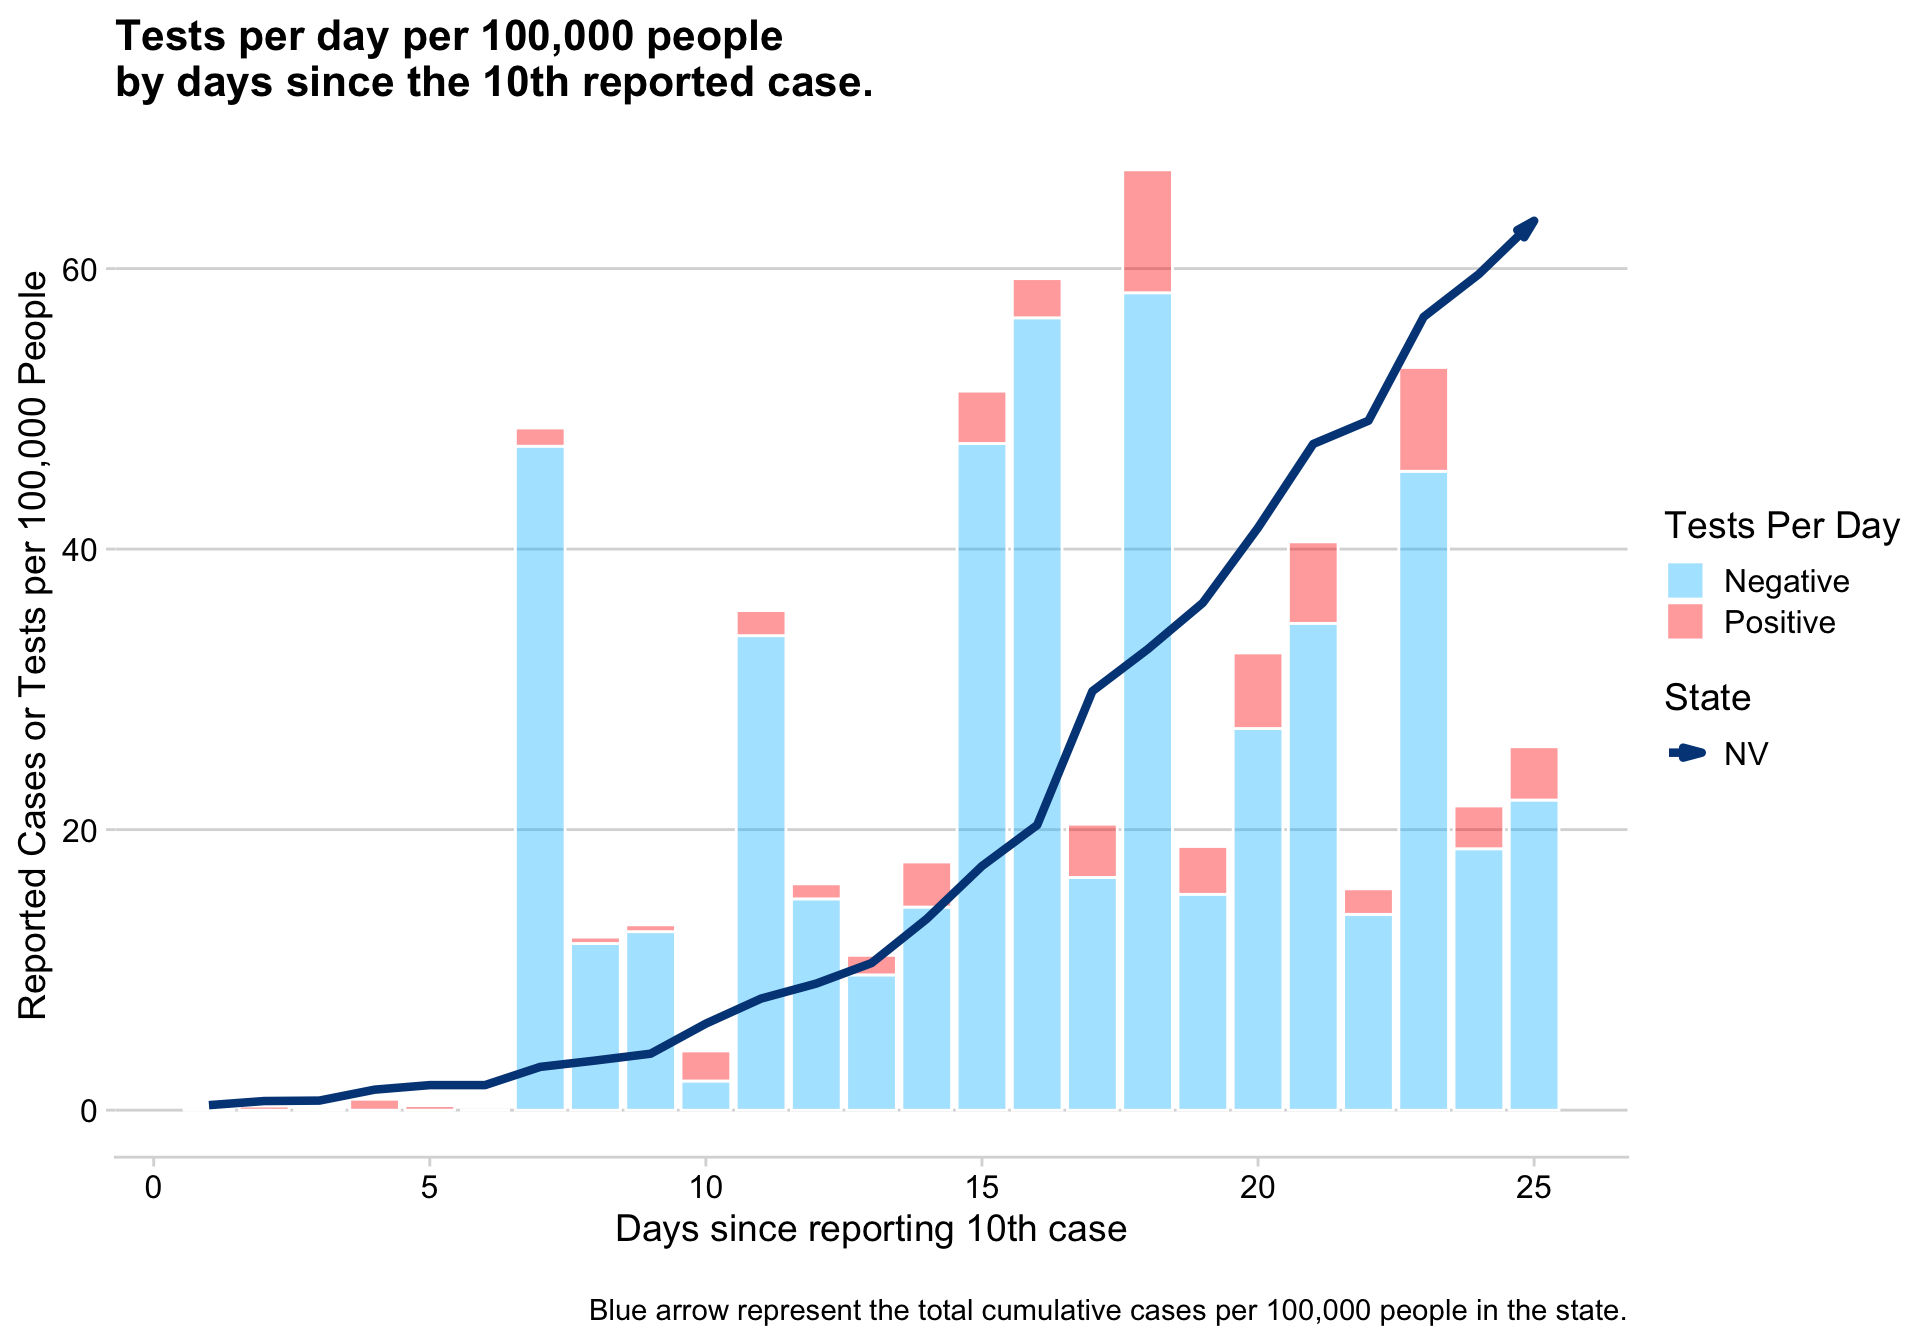 Tests per day per 100,000 people
by days since the 10th reported case.
Reported Cases or Tests per 100,000 People
60
40
20
0
0
5
10
15
20
25
Days since reporting 10th case
Tests Per Day
Negative
Positive
State
NV
Blue arrow represent the total cumulative cases per 100,000 people in the state.